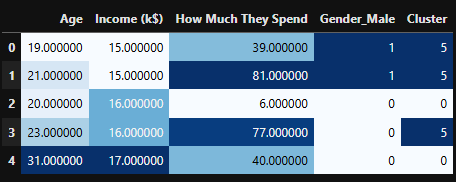 Age Income (k$) How Much They Spend Gender_Male Cluster
0 19.000000 15.000000 39.000000 1 5
1 21.000000 15.000000 81.000000 1 5
2 20.000000 16.000000 6.000000 0 0
3 23.000000 16.000000 77.000000 0 5
4 31.000000 17.000000 40.000000 0 0